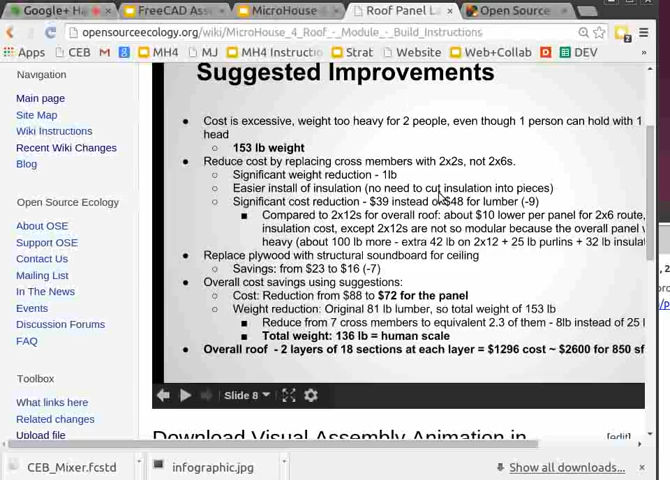 Google+ H
FreeCAD Ass
MicroHouse
Roof Panel L
Open Source
opensourceecology.org/wiki/MicroHouse_4_Roof_-_Module_-_Build_Instructions
Apps
CEB
MH4
MJ
MH4 Instructio
Strat
Website
Web+Collab
DEV
Navigation
Main page
Site Map
Wiki Instructions
Recent Wiki Changes
Blog
Open Source Ecology
About OSE
Support OSE
Contact Us
Mailing List
In The News
Events
Discussion Forums
FAQ
Toolbox
What links here
Related changes
Upload file
Suggested Improvements
Cost is excessive, weight too heavy for 2 people, even though 1 person can hold with 1
head
153 lb weight
Reduce cost by replacing cross members with 2x2s, not 2x6s.
Significant weight reduction - 1lb
Easier install of insulation (no need to cut insulation into pieces)
Significant cost reduction - $39 instead of $48 for lumber (-9)
Compared to 2x12s for overall roof: about $10 lower per panel for 2x6 route,
insulation cost, except 2x12s are not so modular because the overall panel
heavy (about 100 lb more - extra 42 lb on 2x12 + 25 lb purlins + 32 lb insulat
Replace plywood with structural soundboard for ceiling
Savings: from $23 to $16 (-7)
Overall cost savings using suggestions:
Cost: Reduction from $88 to $72 for the panel
Weight reduction: Original 81 lb lumber, so total weight of 153 lb
Reduce from 7 cross members to equivalent 2.3 of them - 8lb instead of 25 l
Total weight: 136 lb = human scale
Overall roof - 2 layers of 18 sections at each layer = $1296 cost ~ $2600 for 850 sf
Slide 8
Download Visual Assembly Animation in
[edit]
CEB_Mixer.fcstd
infographic.jpg
Show all downloads...